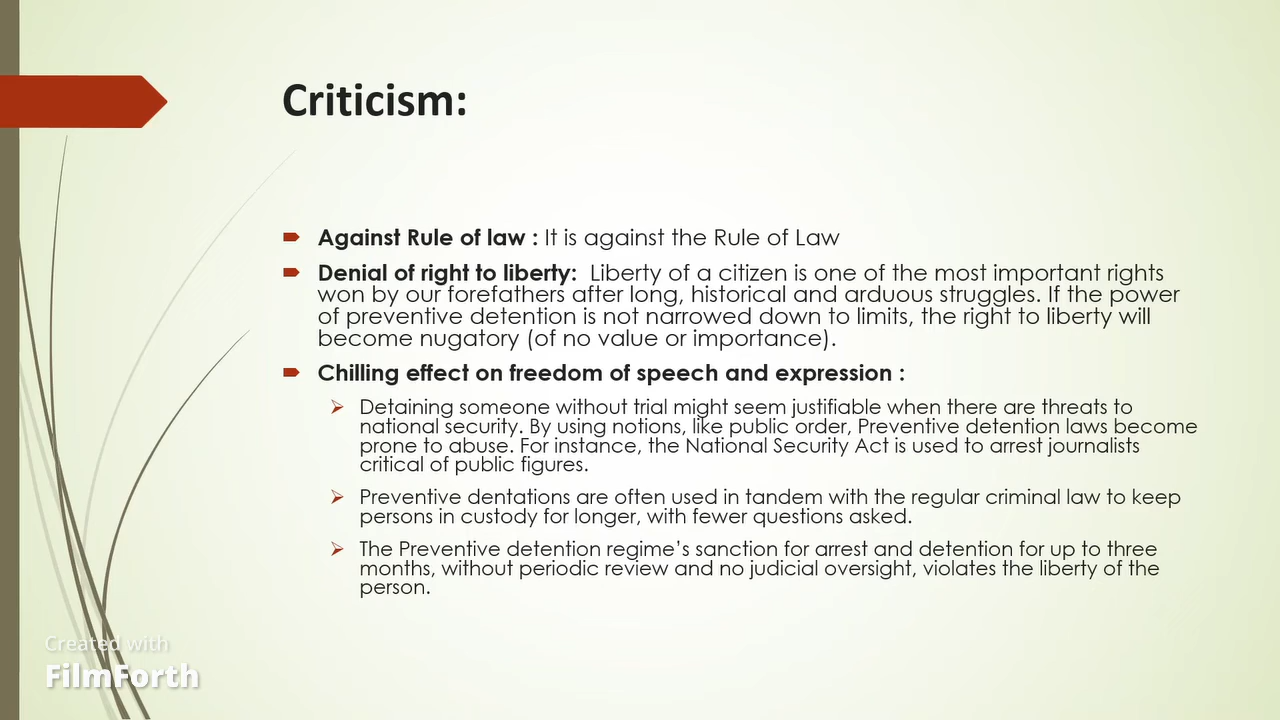 Criticism:
Against Rule of law : It is against the Rule of Law
Denial of right to liberty: Liberty of a citizen is one of the most important rights
won by our forefathers after long, historical and arduous struggles. If the power
of preventive detention is not narrowed down to limits, the right to liberty will
become nugatory (of no value or importance).
Chilling effect on freedom of speech and expression :
Detaining someone without trial might seem justifiable when there are threats to
national security. By using notions, like public order, Preventive detention laws become
prone to abuse. For instance, the National Security Act is used to arrest journalists
critical of public figures.
Preventive dentations are often used in tandem with the regular criminal law to keep
persons in custody for longer, with fewer questions asked.
The Preventive detention regime’s sanction for arrest and detention for up to three
months, without periodic review and no judicial oversight, violates the liberty of the
person.
Created with
FilmForth